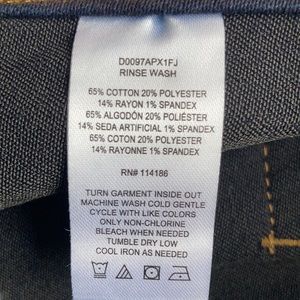 D0097APX1FJ
RINSE WASH
65% COTTON 20% POLYESTER
14% RAYON 1% SPANDEX
65% ALGODÓN 20% POLIÉSTER
14% SEDA ARTIFICIAL 1% SPANDEX
65% COTON 20% POLYESTER
14% RAYONNE 1% SPANDEX
RN# 114186
TURN GARMENT INSIDE OUT
MACHINE WASH COLD GENTLE
CYCLE WITH LIKE COLORS
ONLY NON-CHLORINE
BLEACH WHEN NEEDED
TUMBLE DRY LOW
COOL IRON AS NEEDED